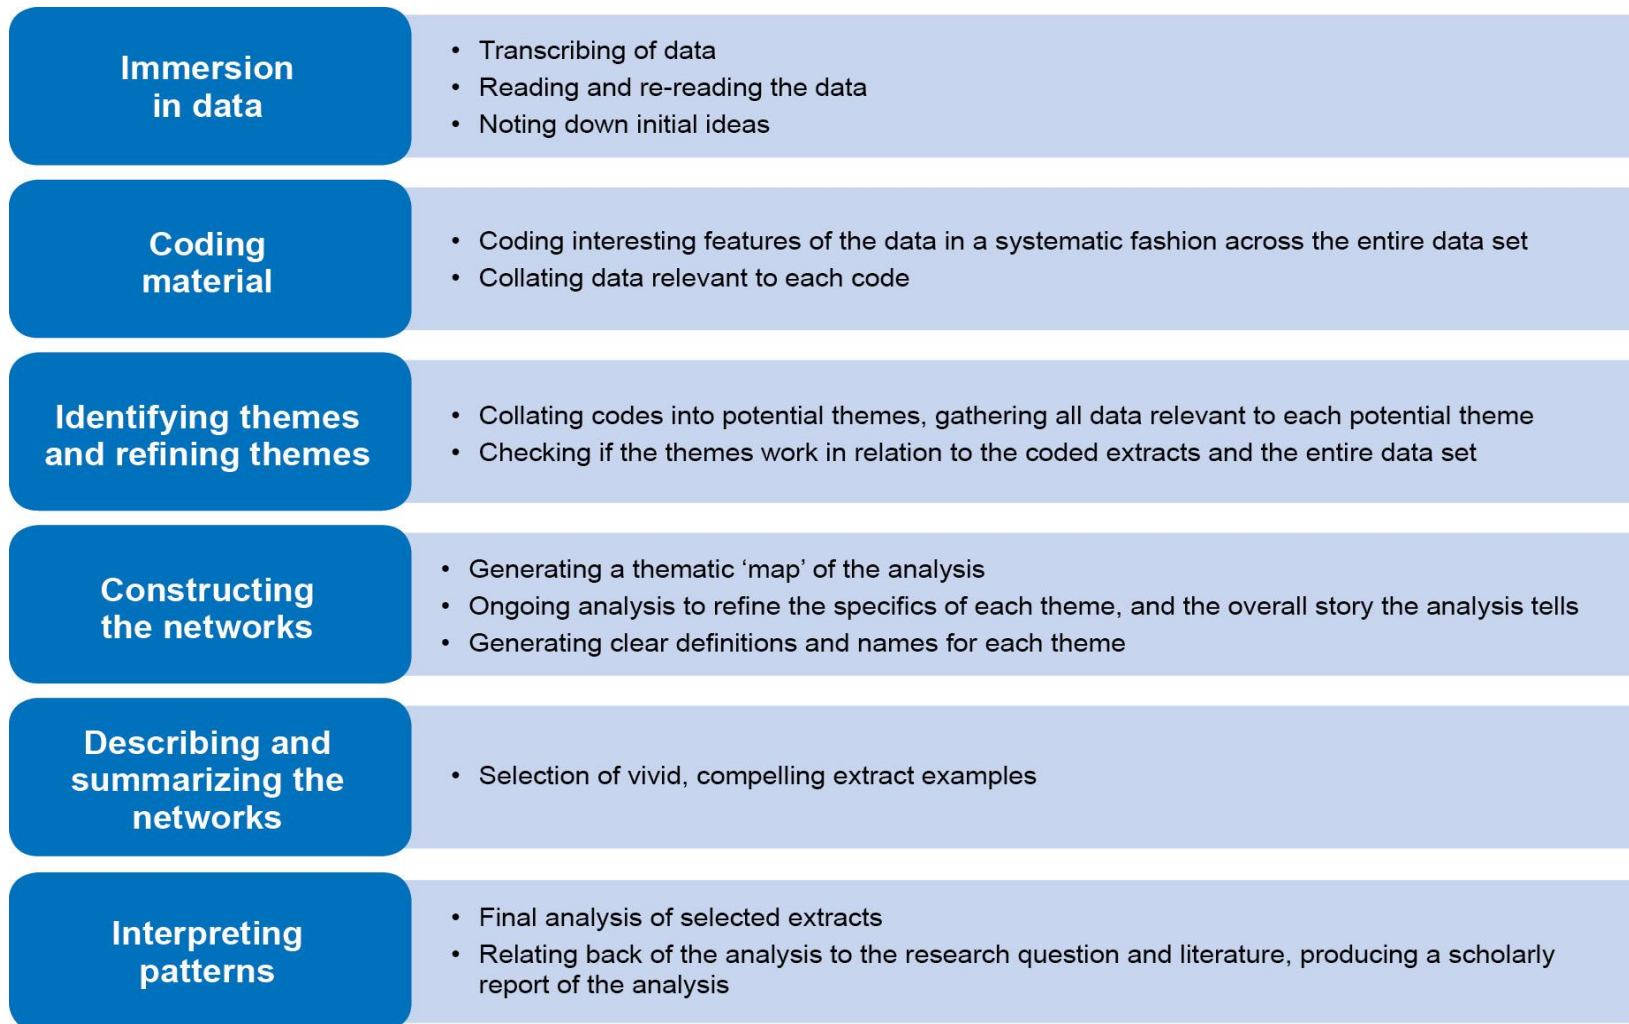 Immersion
in data
• Transcribing of data
• Reading and re-reading the data
• Noting down initial ideas
Coding
material
• Coding interesting features of the data in a systematic fashion across the entire data set
• Collating data relevant to each code
Identifying themes
and refining themes
• Collating codes into potential themes, gathering all data relevant to each potential theme
• Checking if the themes work in relation to the coded extracts and the entire data set
Constructing
the networks
• Generating a thematic ‘map’ of the analysis
• Ongoing analysis to refine the specifics of each theme, and the overall story the analysis tells
• Generating clear definitions and names for each theme
Describing and
summarizing the
networks
• Selection of vivid, compelling extract examples
Interpreting
patterns
• Final analysis of selected extracts
• Relating back of the analysis to the research question and literature, producing a scholarly
report of the analysis